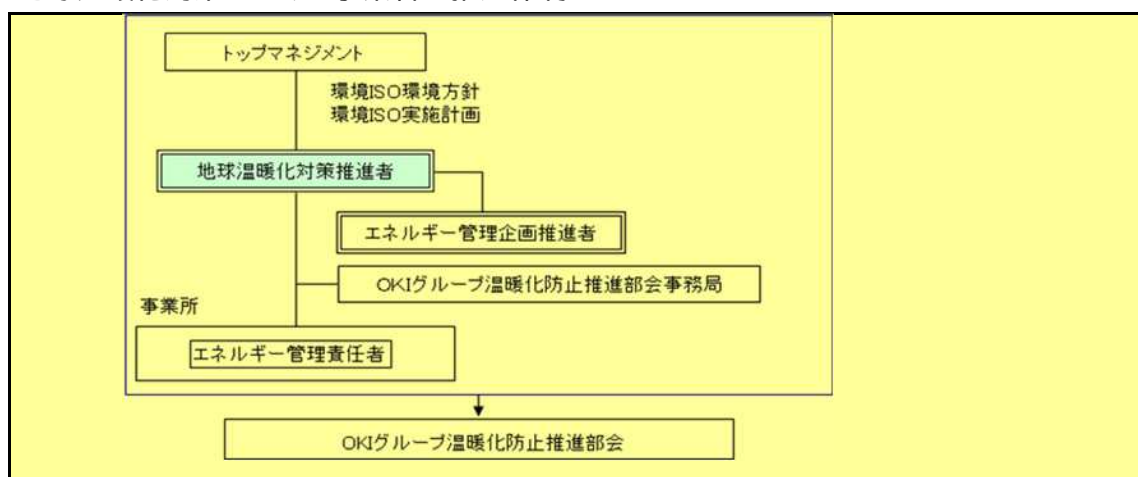 トップマネジメント
環境ISO環境方針
環境ISO実施計画
地球温暖化対策推進者
エネルギー管理企画推進者
OKIグループ温暖化防止推進部会事務局
事業所
エネルギー管理責任者
OKIグループ温暖化防止推進部会